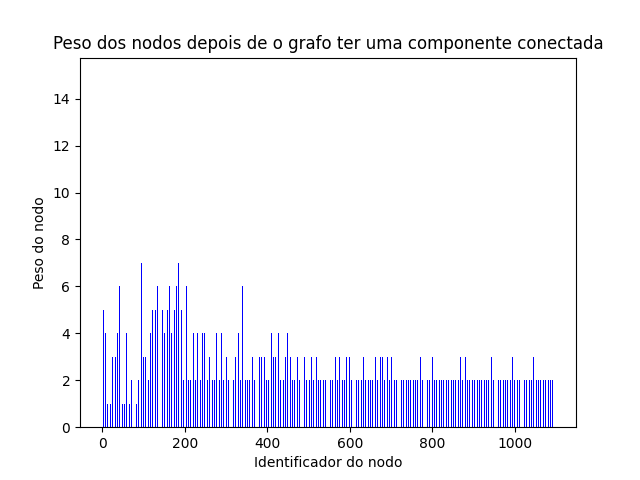 Peso dos nodos depois de o grafo ter uma componente conectada
14
12
10
8
6
4
2
0
Peso do nodo
0 200 400 600 800 1000
Identificador do nodo